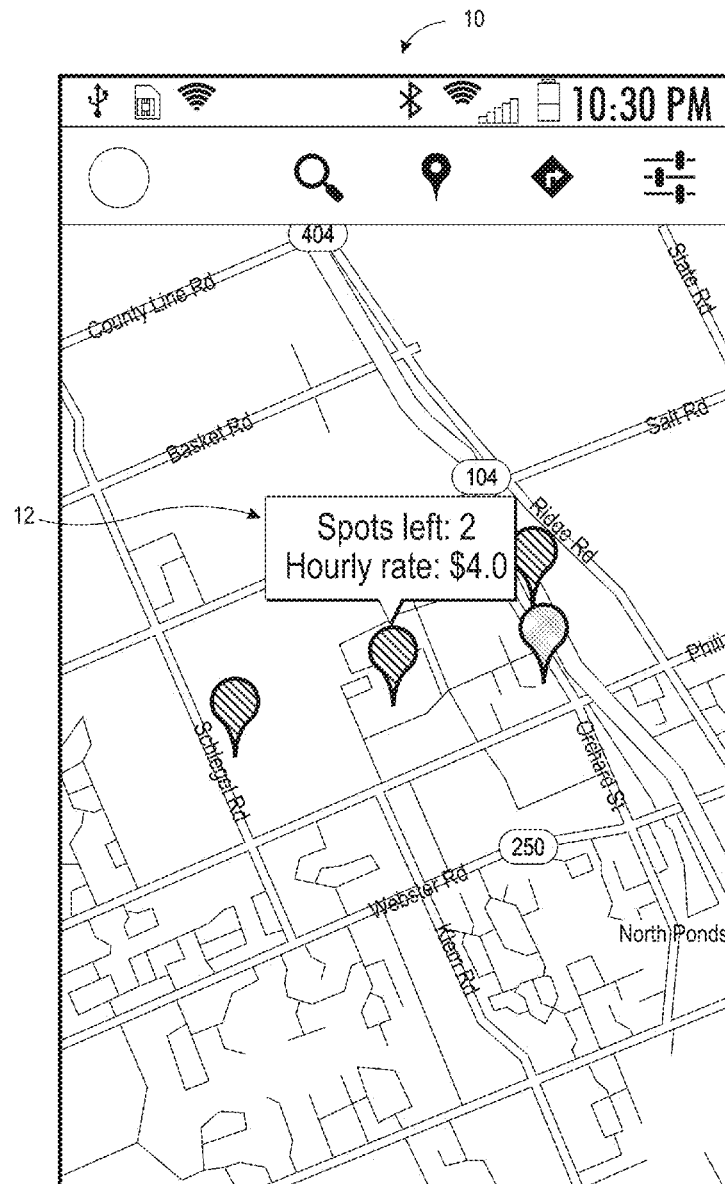 10
10:30 PM
404
County Line Rd
State Rd
Basket Rd
Salt Rd
104
12
Spots left: 2
Hourly rate: $4.0
Ridge Rd
Phili
Schlegel Rd
Orchard St
250
Webster Rd
Klem Rd
North Ponds